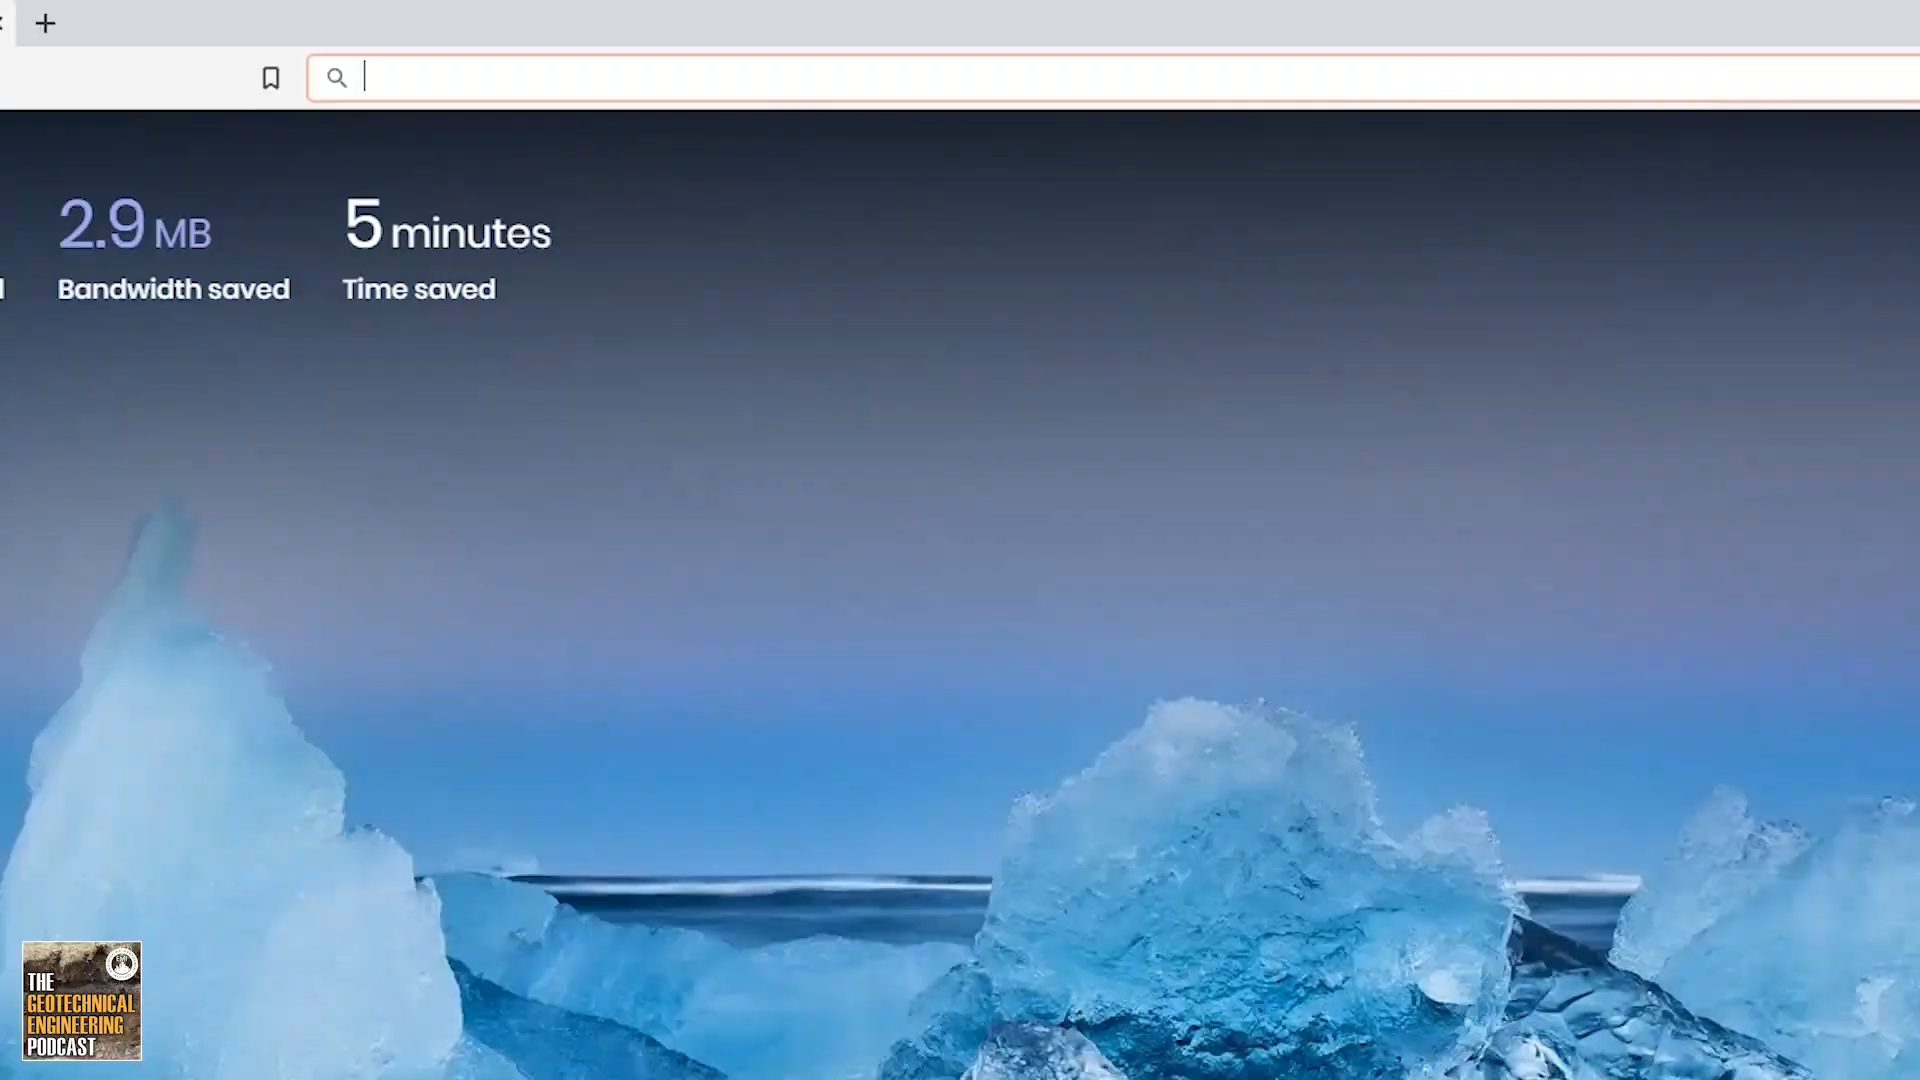 2.9 MB
5 minutes
Bandwidth saved
Time saved
THE
GEOTECHNICAL
ENGINEERING
PODCAST